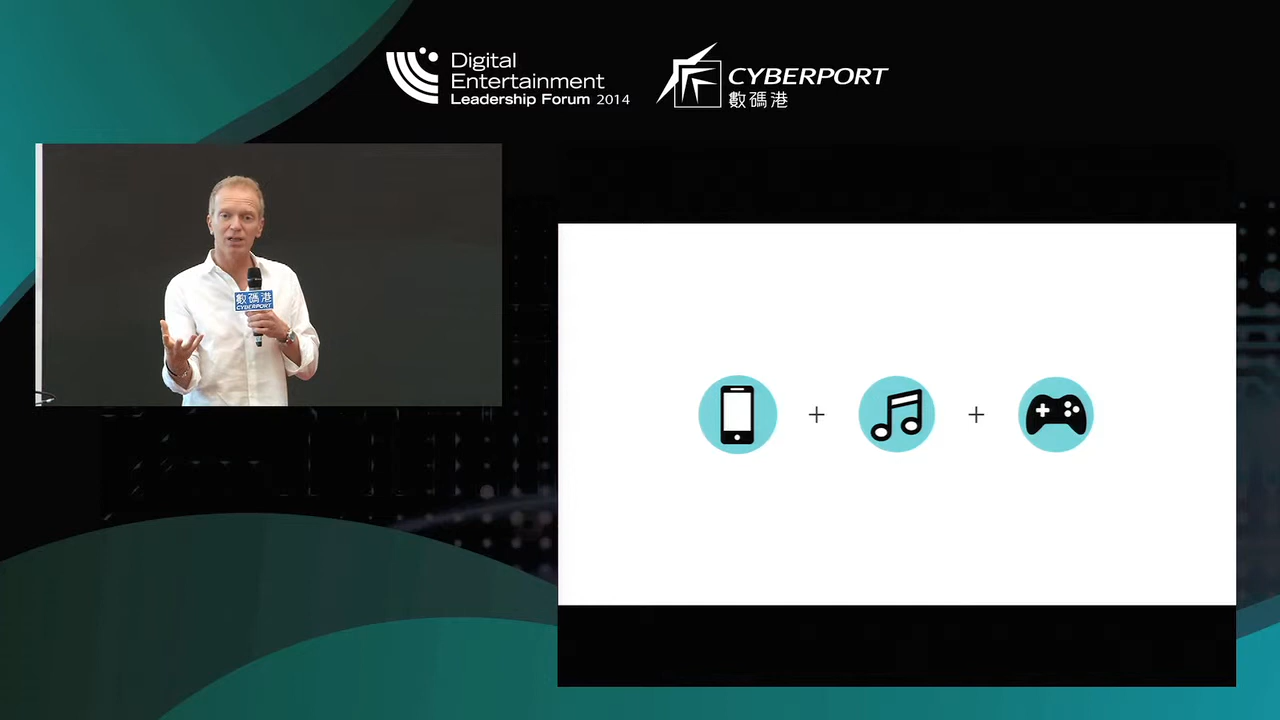 Digital
Entertainment
Leadership Forum 2014
CYBERPORT
數碼港
數碼港
CYBERPORT
+ +